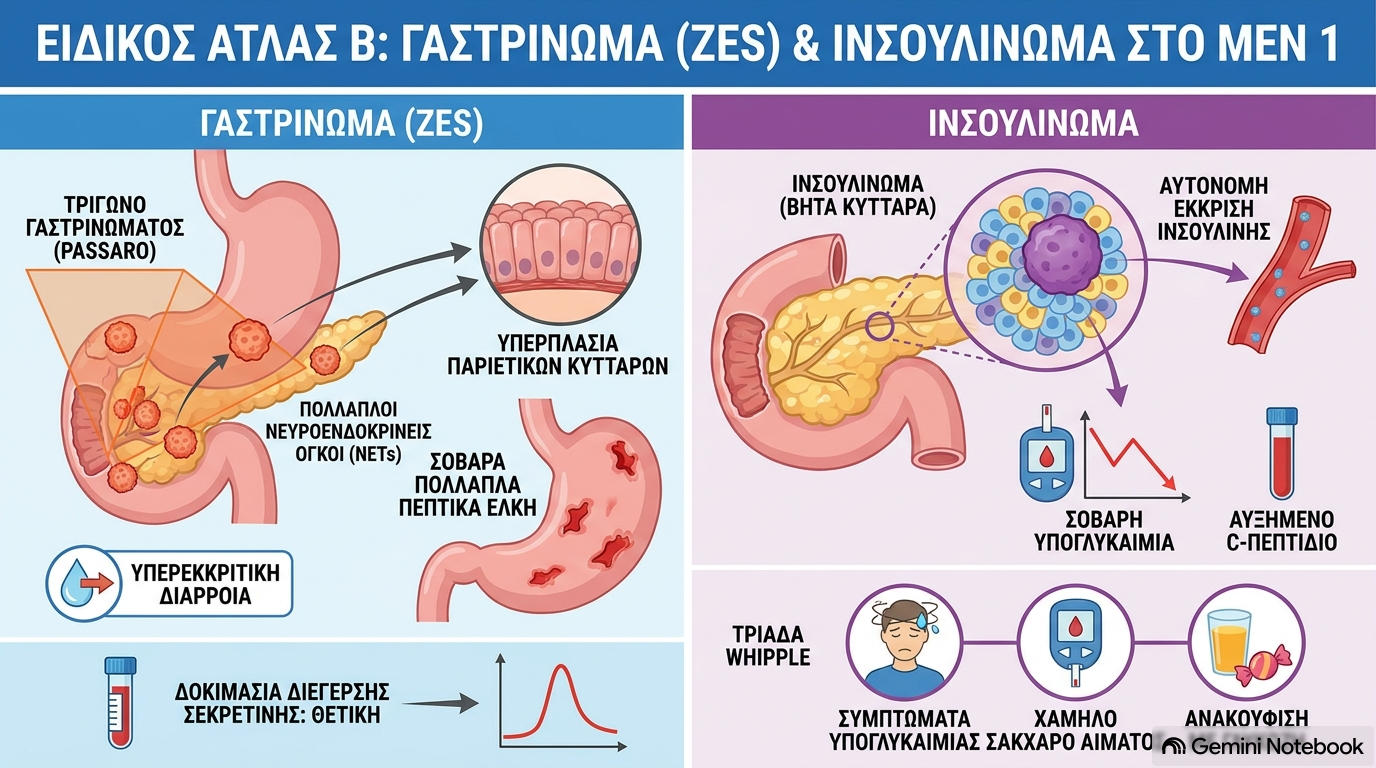 ΕΙΔΙΚΟΣ ΑΤΛΑΣ Β: ΓΑΣΤΡΙΝΩΜΑ (ZES) & ΙΝΣΟΥΛΙΝΩΜΑ ΣΤΟ MEN 1
ΓΑΣΤΡΙΝΩΜΑ (ZES)
ΤΡΙΓΩΝΟ
ΓΑΣΤΡΙΝΩΜΑΤΟΣ
(PASSARO)
ΥΠΕΡΠΛΑΣΙΑ
ΠΑΡΙΕΤΙΚΩΝ ΚΥΤΤΑΡΩΝ
ΠΟΛΛΑΠΛΟΙ
ΝΕΥΡΟΕΝΔΟΚΡΙΝΕΙΣ
ΟΓΚΟΙ (NETs)
ΣΟΒΑΡΑ
ΠΟΛΛΑΠΛΑ
ΠΕΠΤΙΚΑ ΕΛΚΗ
ΥΠΕΡΕΚΚΡΙΤΙΚΗ
ΔΙΑΡΡΟΙΑ
ΔΟΚΙΜΑΣΙΑ ΔΙΕΓΕΡΣΗΣ
ΣΕΚΡΕΤΙΝΗΣ: ΘΕΤΙΚΗ
ΙΝΣΟΥΛΙΝΩΜΑ
ΙΝΣΟΥΛΙΝΩΜΑ
(ΒΗΤΑ ΚΥΤΤΑΡΑ)
ΑΥΤΟΝΟΜΗ
ΕΚΚΡΙΣΗ
ΙΝΣΟΥΛΙΝΗΣ
ΣΟΒΑΡΗ
ΥΠΟΓΛΥΚΑΙΜΙΑ
ΑΥΞΗΜΕΝΟ
C-ΠΕΠΤΙΔΙΟ
ΤΡΙΑΔΑ
WHIPPLE
ΣΥΜΠΤΩΜΑΤΑ
ΥΠΟΓΛΥΚΑΙΜΙΑΣ
ΧΑΜΗΛΟ
ΣΑΚΧΑΡΟ ΑΙΜΑΤΟ
ΑΝΑΚΟΥΦΙΣΗ
Gemini Notebook